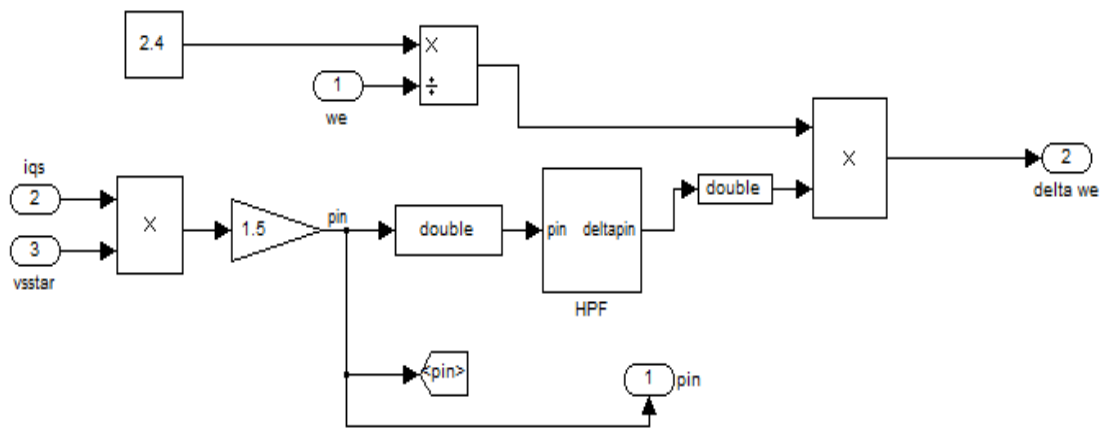 2.4
X
÷
1
we
X
2
delta we
iqs
2
3
vsstar
X
1.5
pin
double
pin deltapin
HPF
double
<pin>
1
pin